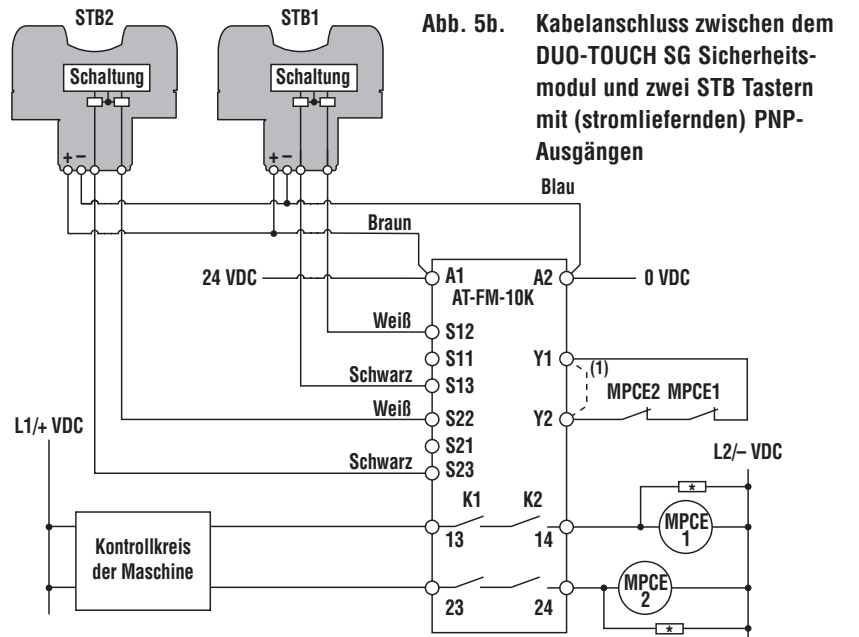 STB2
STB1
Abb. 5b. Kabelanschluss zwischen dem
DUO-TOUCH SG Sicherheits-
modul und zwei STB Tastern
mit (stromliefernden) PNP-
Ausgängen
Schaltung
Schaltung
+ –
+ –
Blau
Braun
24 VDC
A1
A2
0 VDC
AT-FM-10K
Weiß
S12
S11
Y1
(1)
Schwarz
S13
MPCE2 MPCE1
Weiß
S22
Y2
L1/+ VDC
S21
L2/– VDC
Schwarz
S23
K1
K2
*
Kontrollkreis
der Maschine
13
14
MPCE
1
MPCE
2
23
24
*